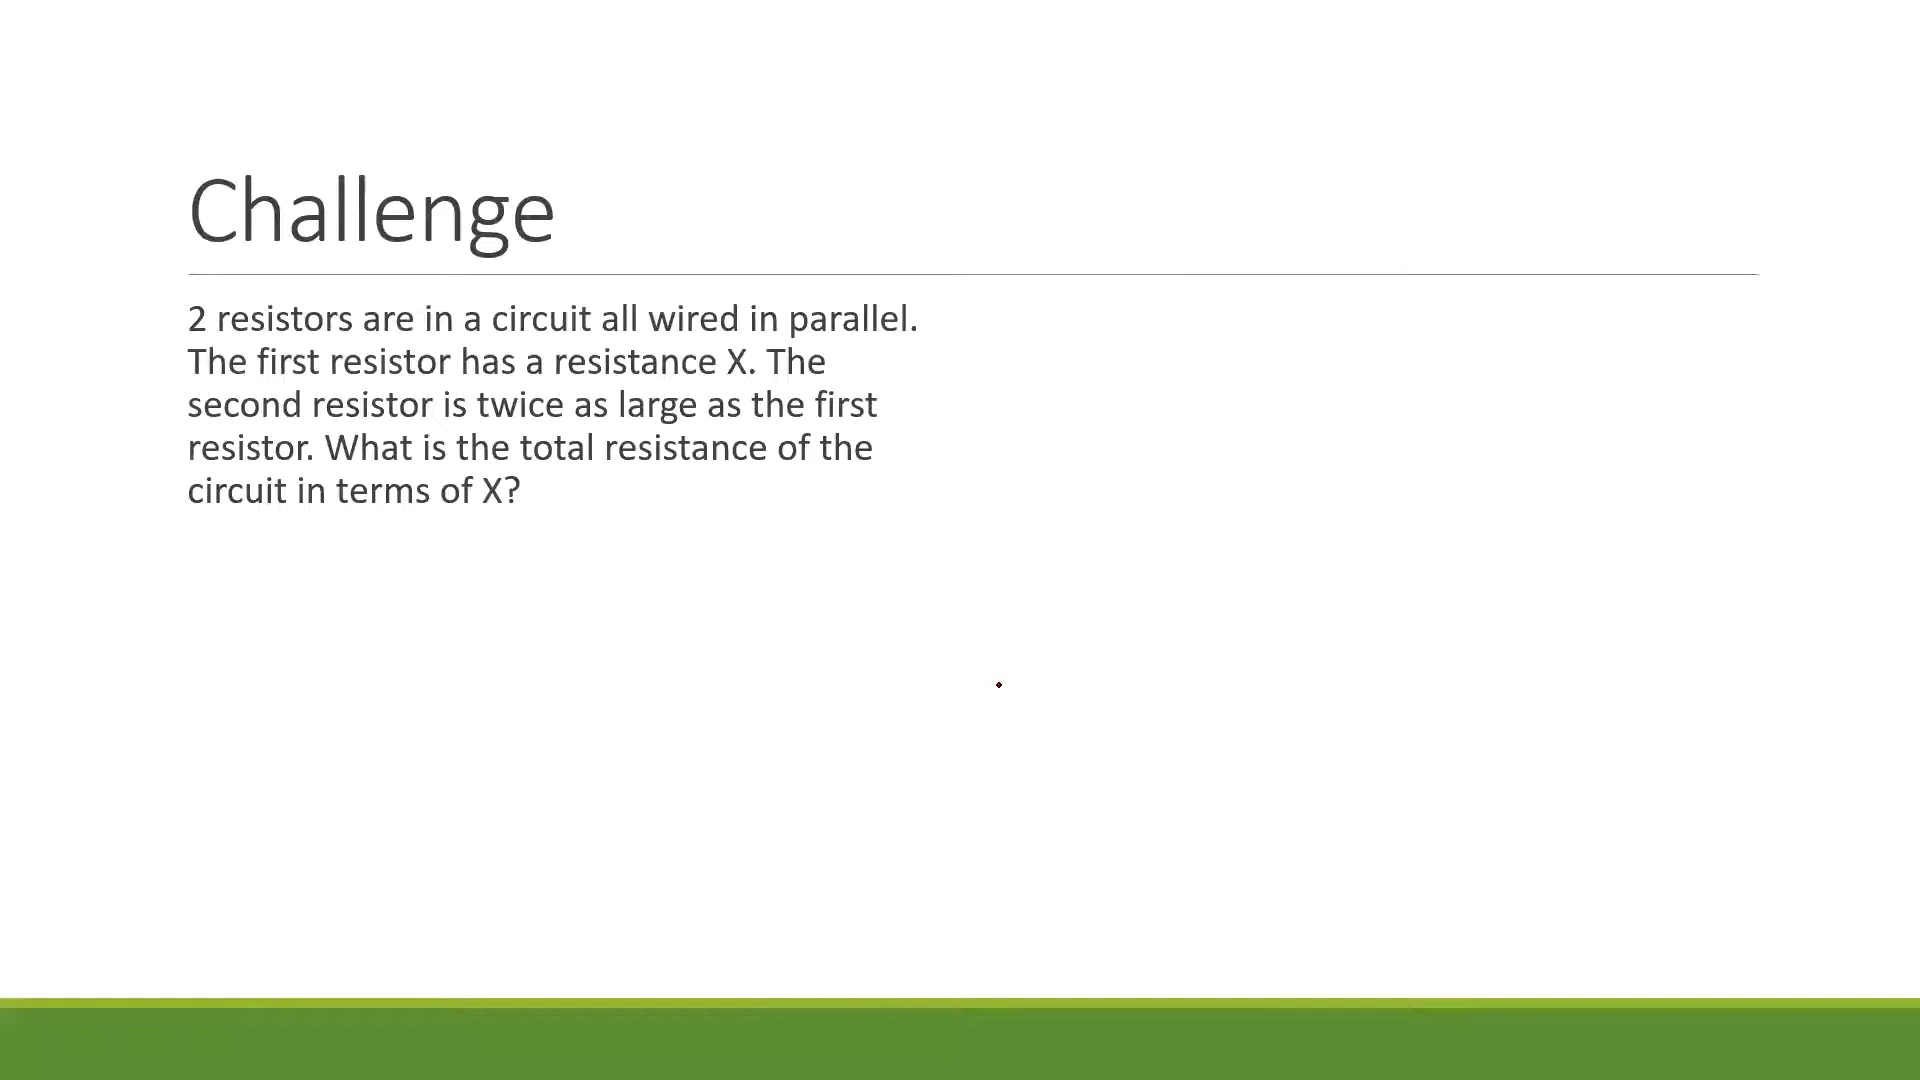 Challenge
2 resistors are in a circuit all wired in parallel.
The first resistor has a resistance X. The
second resistor is twice as large as the first
resistor. What is the total resistance of the
circuit in terms of X?